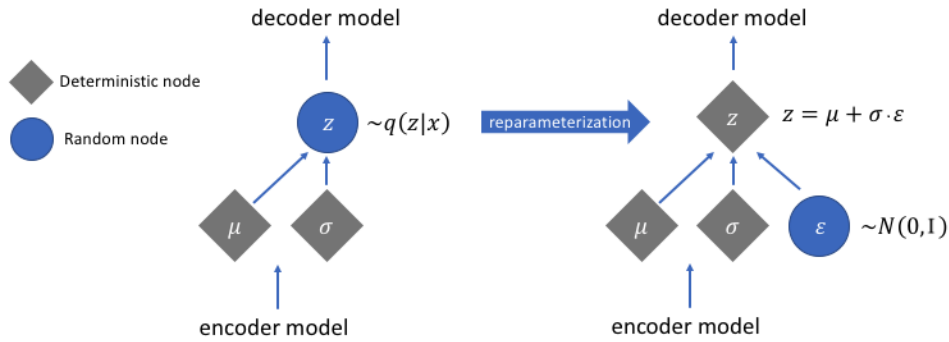 decoder model
decoder model
Deterministic node
Random node
z
~q(z|x)
reparameterization
z
z = μ + σ·ε
μ
σ
μ
σ
ε
~N(0,I)
encoder model
encoder model